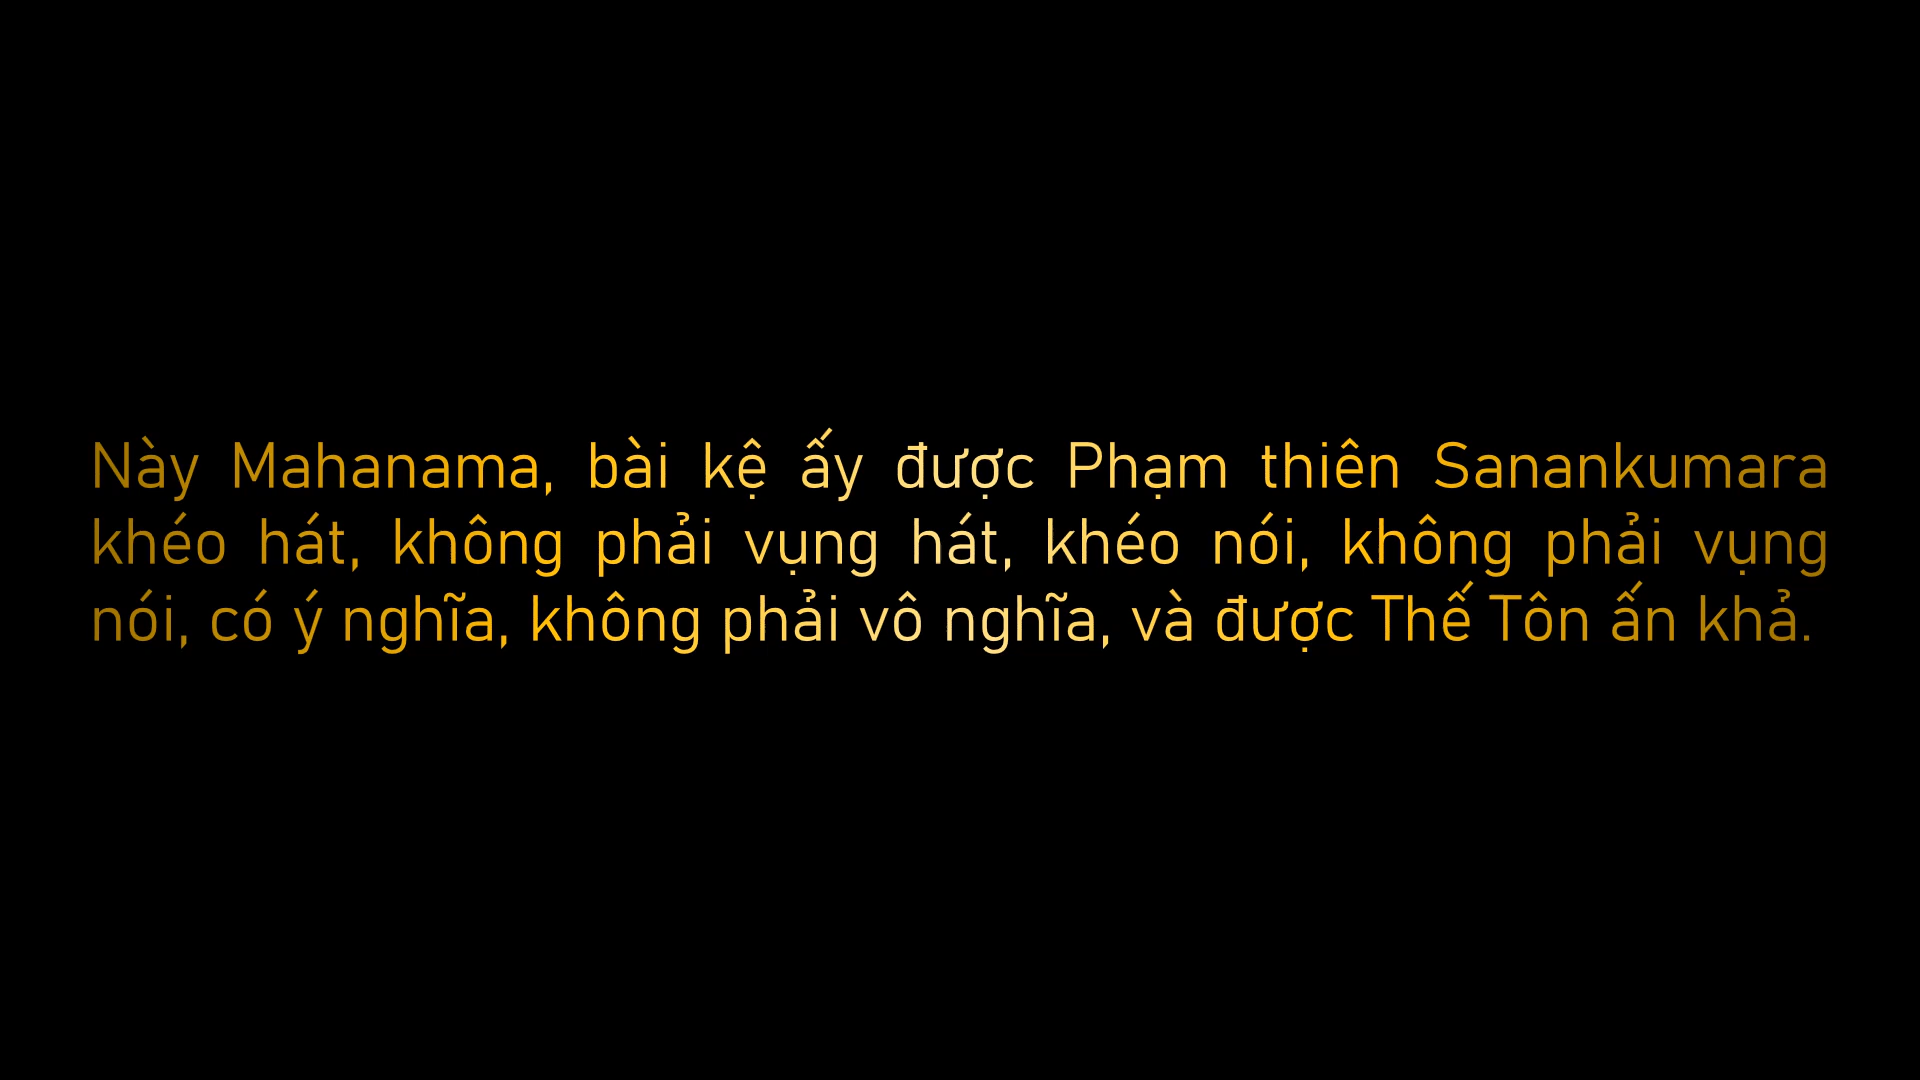 Này Mahanama, bài kệ ấy được Phạm thiên Sanankumara
khéo hát, không phải vụng hát, khéo nói, không phải vụng
nói, có ý nghĩa, không phải vô nghĩa, và được Thế Tôn ấn khả.